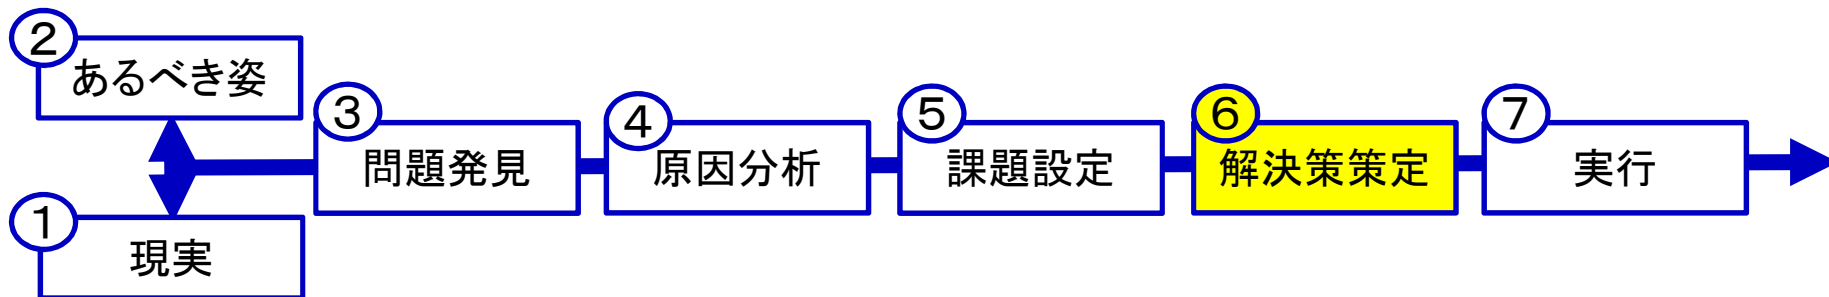 ②
あるべき姿
①
現実
③
問題発見
④
原因分析
⑤
課題設定
⑥
解決策策定
⑦
実行